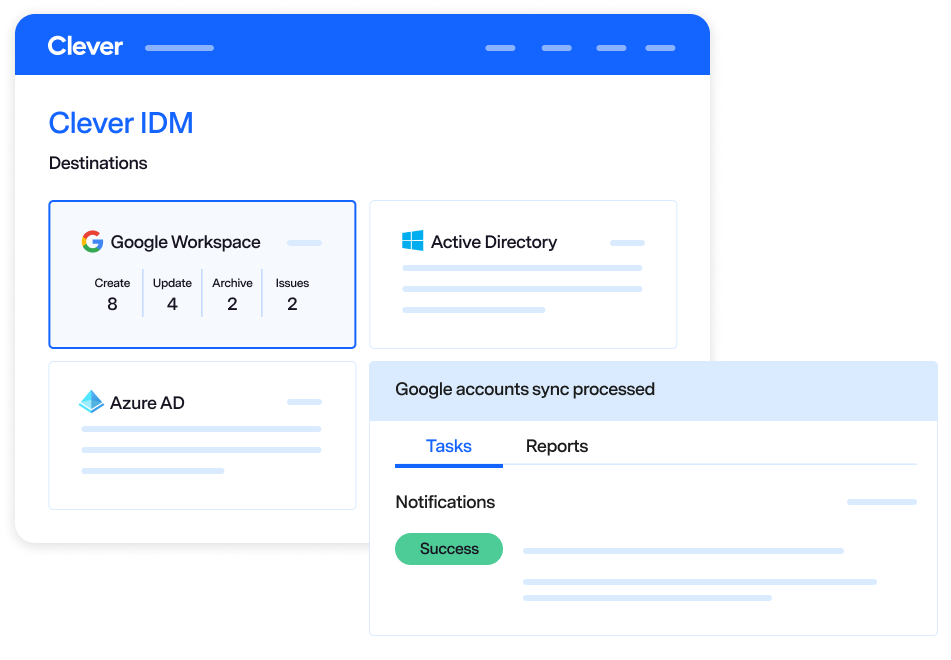 Clever
Clever IDM
Destinations
Google Workspace
Create Update Archive Issues
8 4 2 2
Active Directory
Azure AD
Google accounts sync processed
Tasks Reports
Notifications
Success